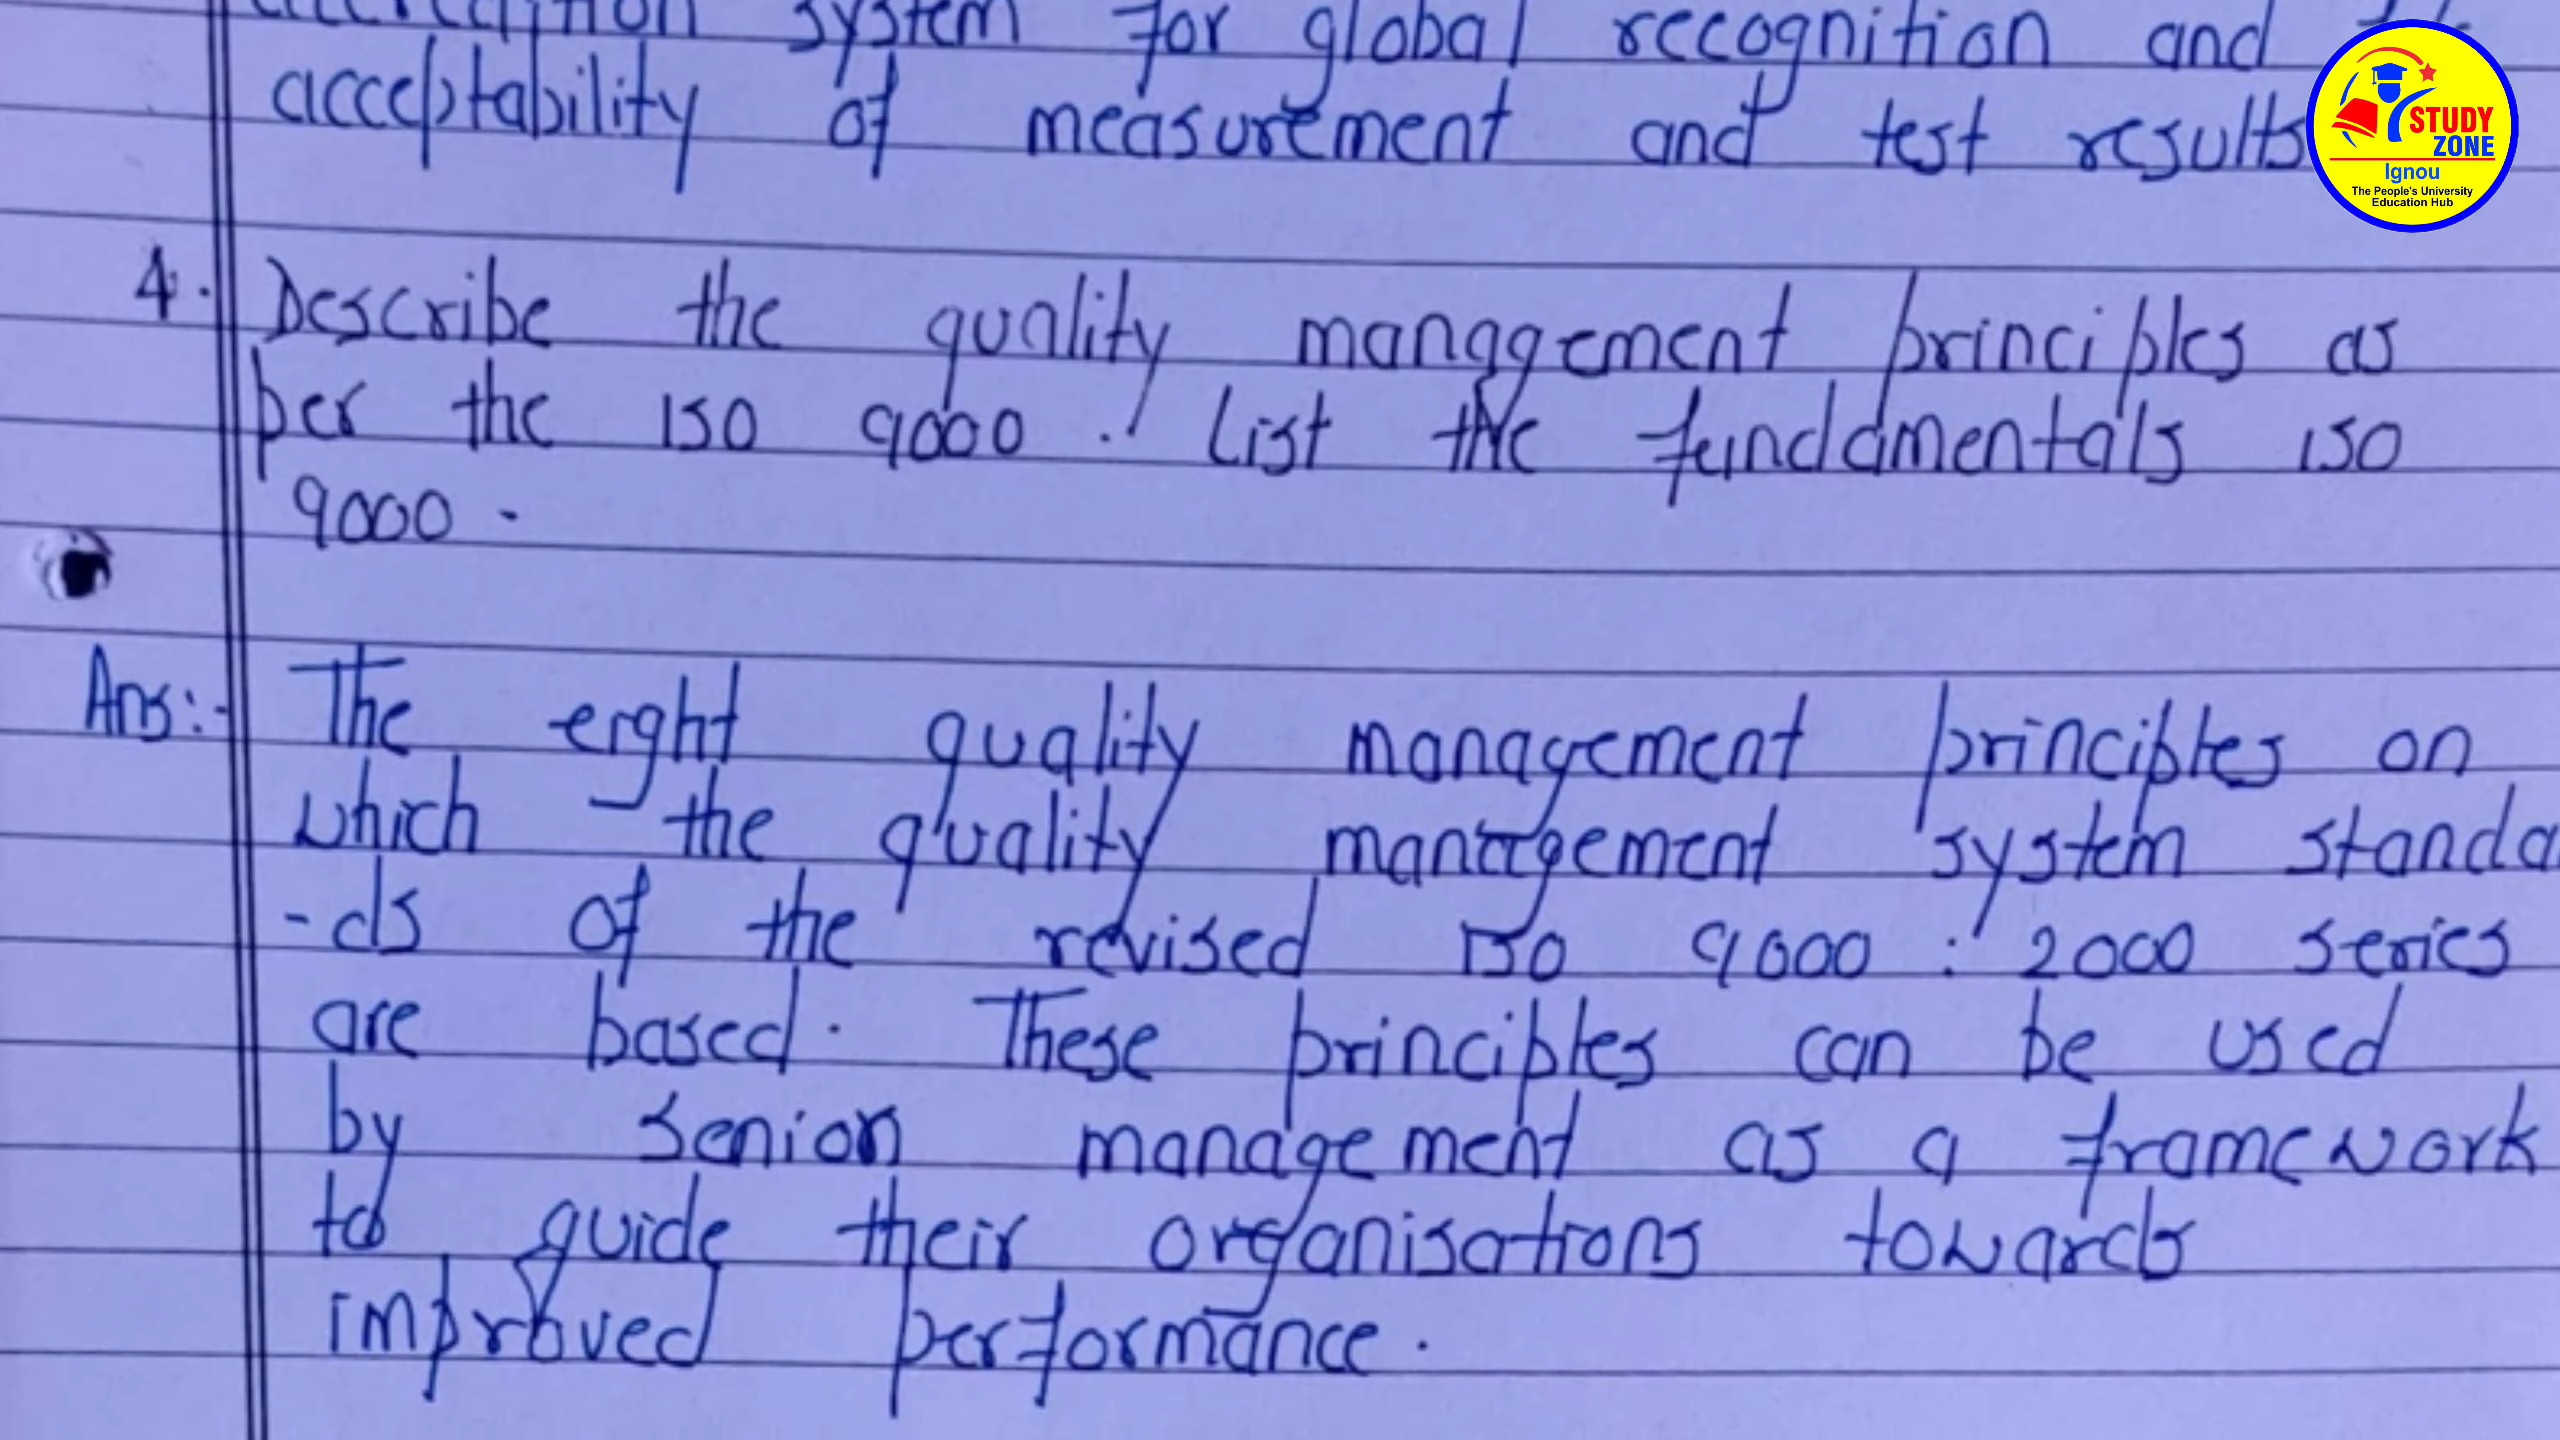 system for global recognition and
acceptability of measurement and test results
4. Describe the quality management principles as
per the ISO 9000. List the fundamentals ISO
9000.
Ans:- The eight quality management principles on
which the quality management system standa
-ds of the revised ISO 9000 : 2000 series
are based. These principles can be used
by senior management as a framework
to guide their organisations towards
improved performance.
STUDY
ZONE
Ignou
The People's University
Education Hub